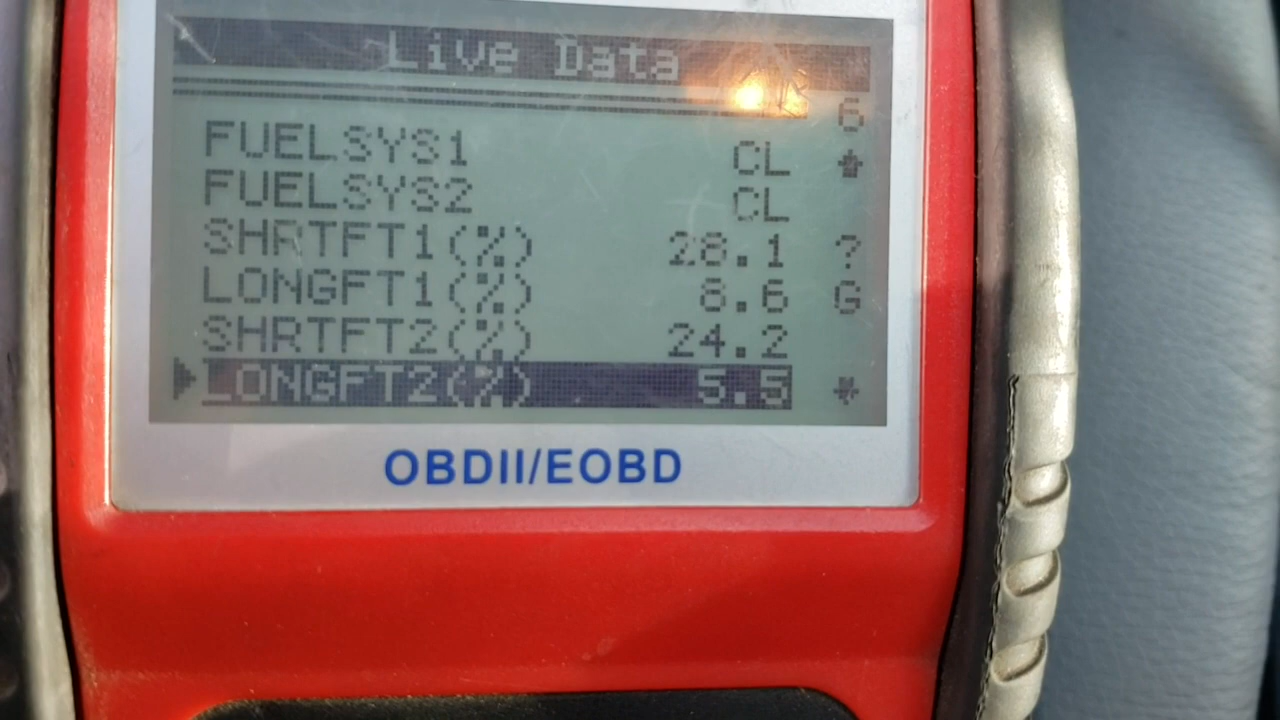 Live Data
6
FUELSYS1 CL
FUELSYS2 CL
SHRTFT1(%) 28.1 ?
LONGFT1(%) 8.6 G
SHRTFT2(%) 24.2
LONGFT2(%) 5.5
OBDII/EOBD